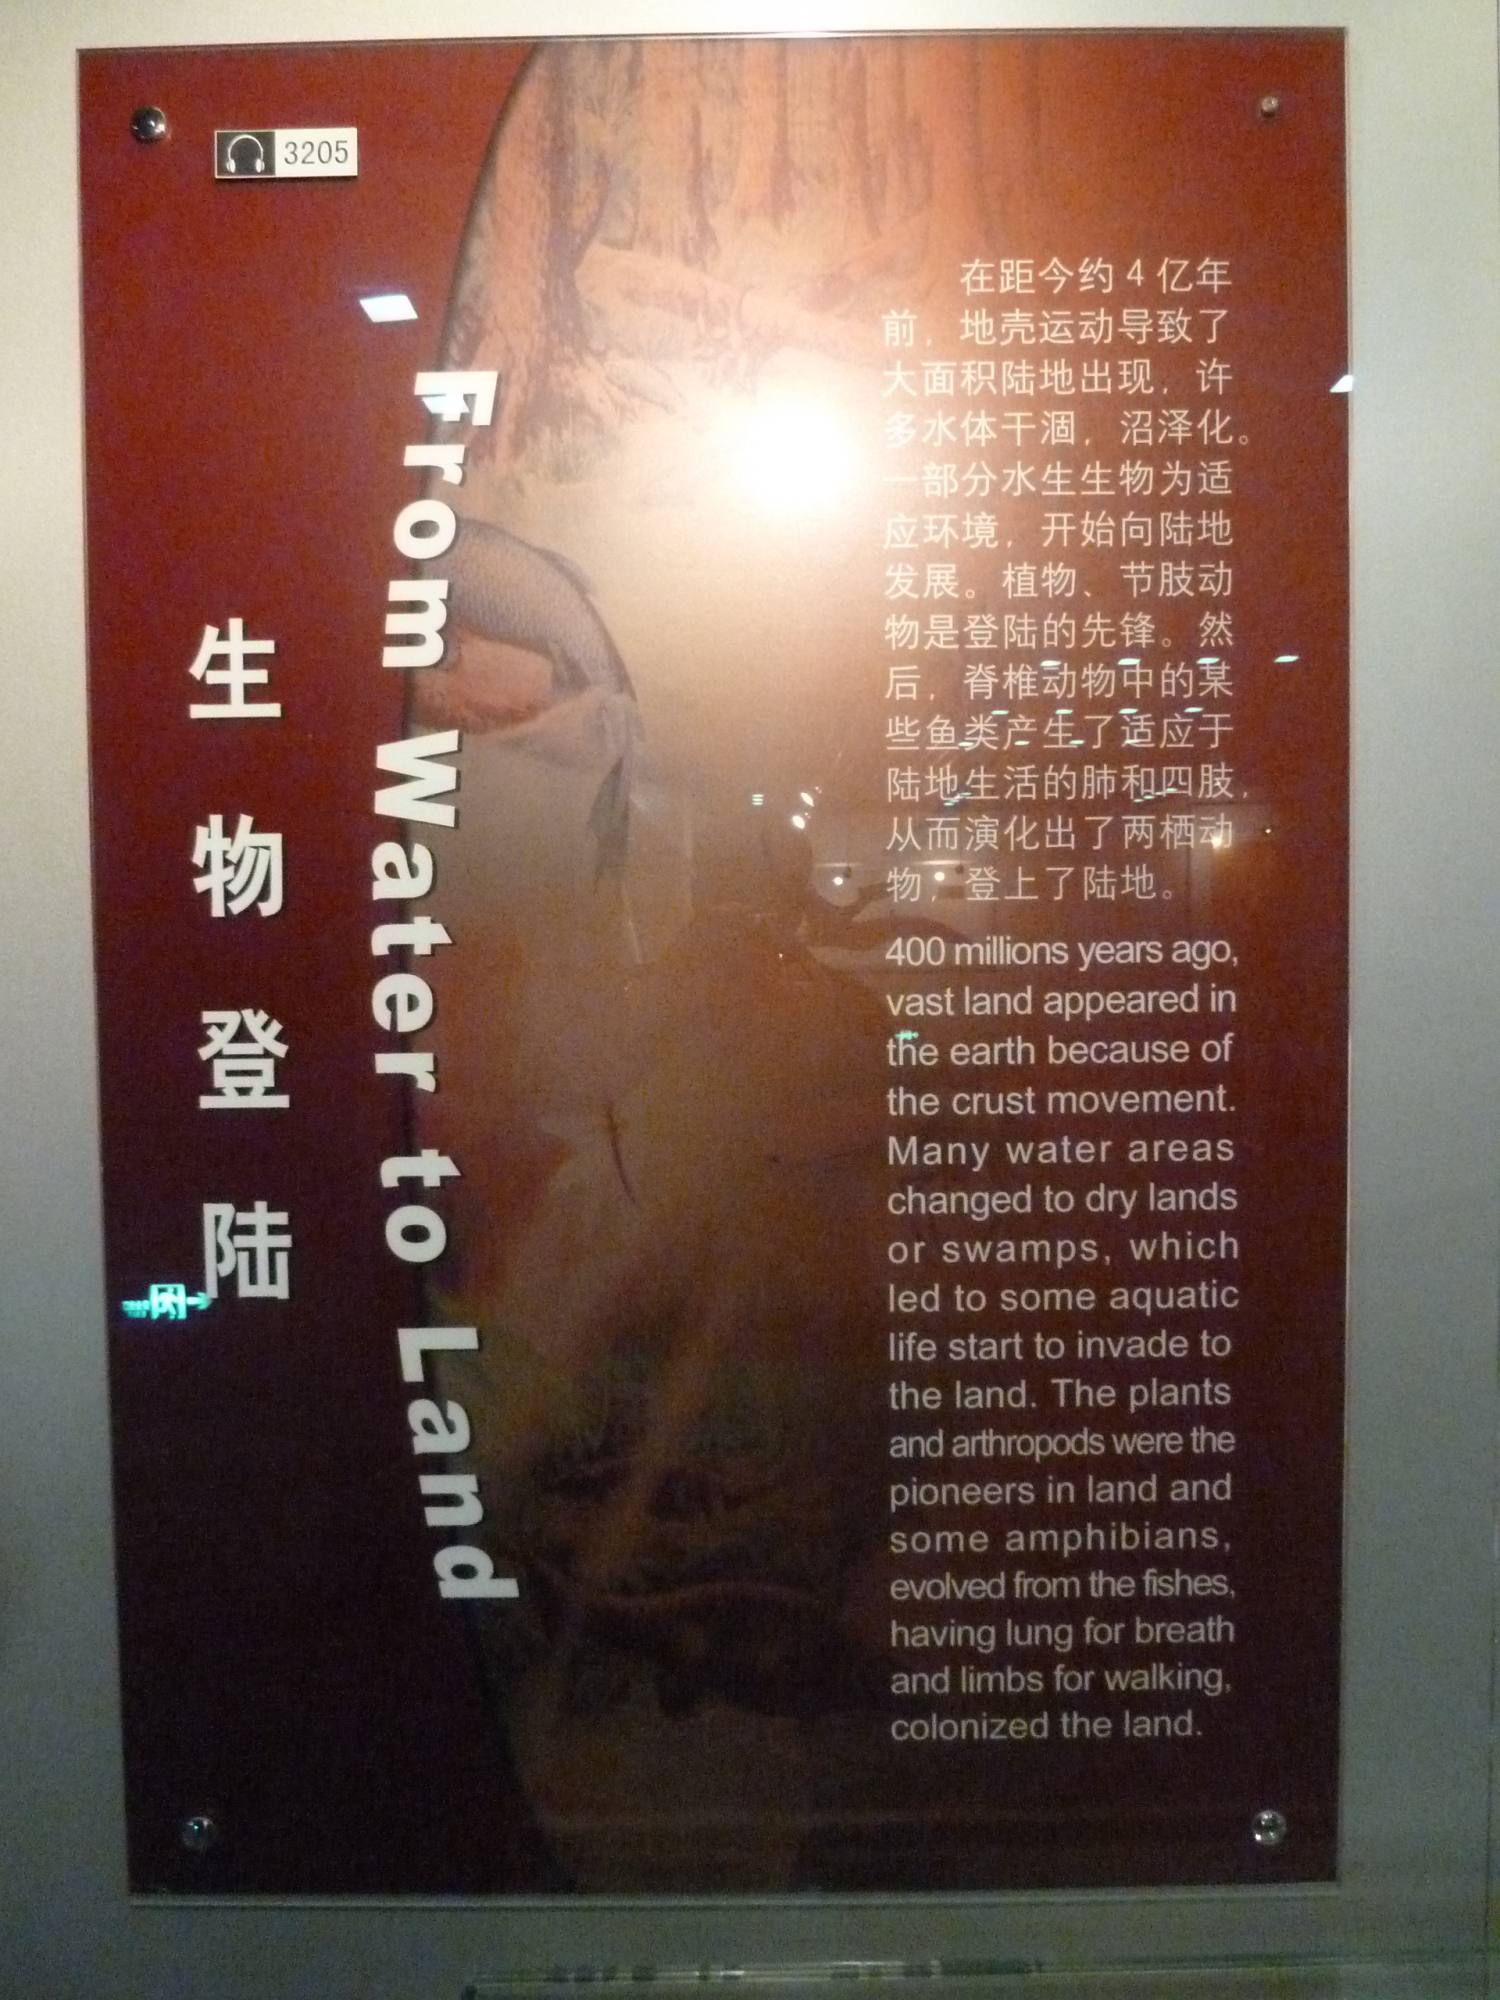 3205
生物登陆
From Water to Land
在距今约4亿年
前，地壳运动导致了
大面积陆地出现，许
多水体干涸，沼泽化。
一部分水生生物为适
应环境，开始向陆地
发展。植物、节肢动
物是登陆的先锋。然
后，脊椎动物中的某
些鱼类产生了适应于
陆地生活的肺和四肢，
从而演化出了两栖动
物，登上了陆地。
400 millions years ago,
vast land appeared in
the earth because of
the crust movement.
Many water areas
changed to dry lands
or swamps, which
led to some aquatic
life start to invade to
the land. The plants
and arthropods were the
pioneers in land and
some amphibians,
evolved from the fishes,
having lung for breath
and limbs for walking,
colonized the land.